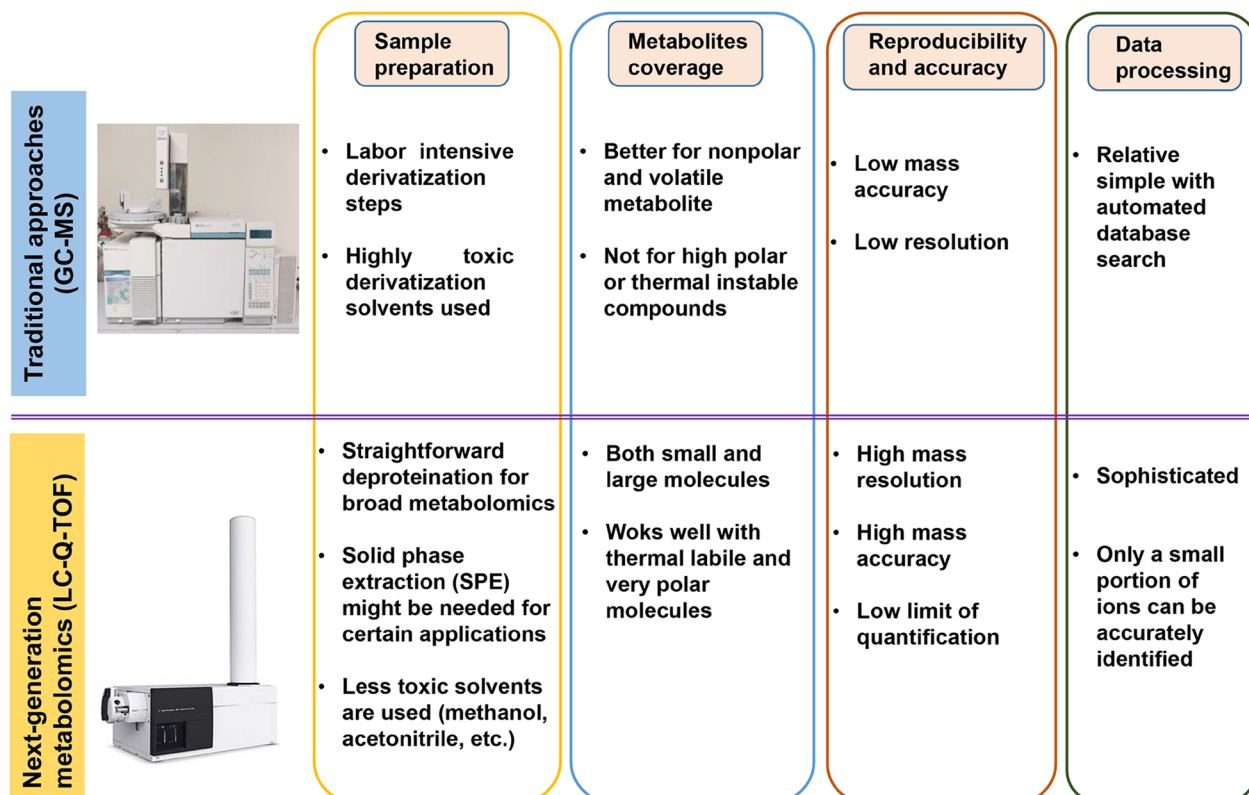 Sample
preparation
Metabolites
coverage
Reproducibility
and accuracy
Data
processing
Traditional approaches
(GC-MS)
• Labor intensive
derivatization
steps
• Highly toxic
derivatization
solvents used
• Better for nonpolar
and volatile
metabolite
• Not for high polar
or thermal instable
compounds
• Low mass
accuracy
• Low resolution
• Relative
simple with
automated
database
search
Next-generation
metabolomics (LC-Q-TOF)
• Straightforward
deproteination for
broad metabolomics
• Solid phase
extraction (SPE)
might be needed for
certain applications
• Less toxic solvents
are used (methanol,
acetonitrile, etc.)
• Both small and
large molecules
• Woks well with
thermal labile and
very polar
molecules
• High mass
resolution
• High mass
accuracy
• Low limit of
quantification
• Sophisticated
• Only a small
portion of
ions can be
accurately
identified